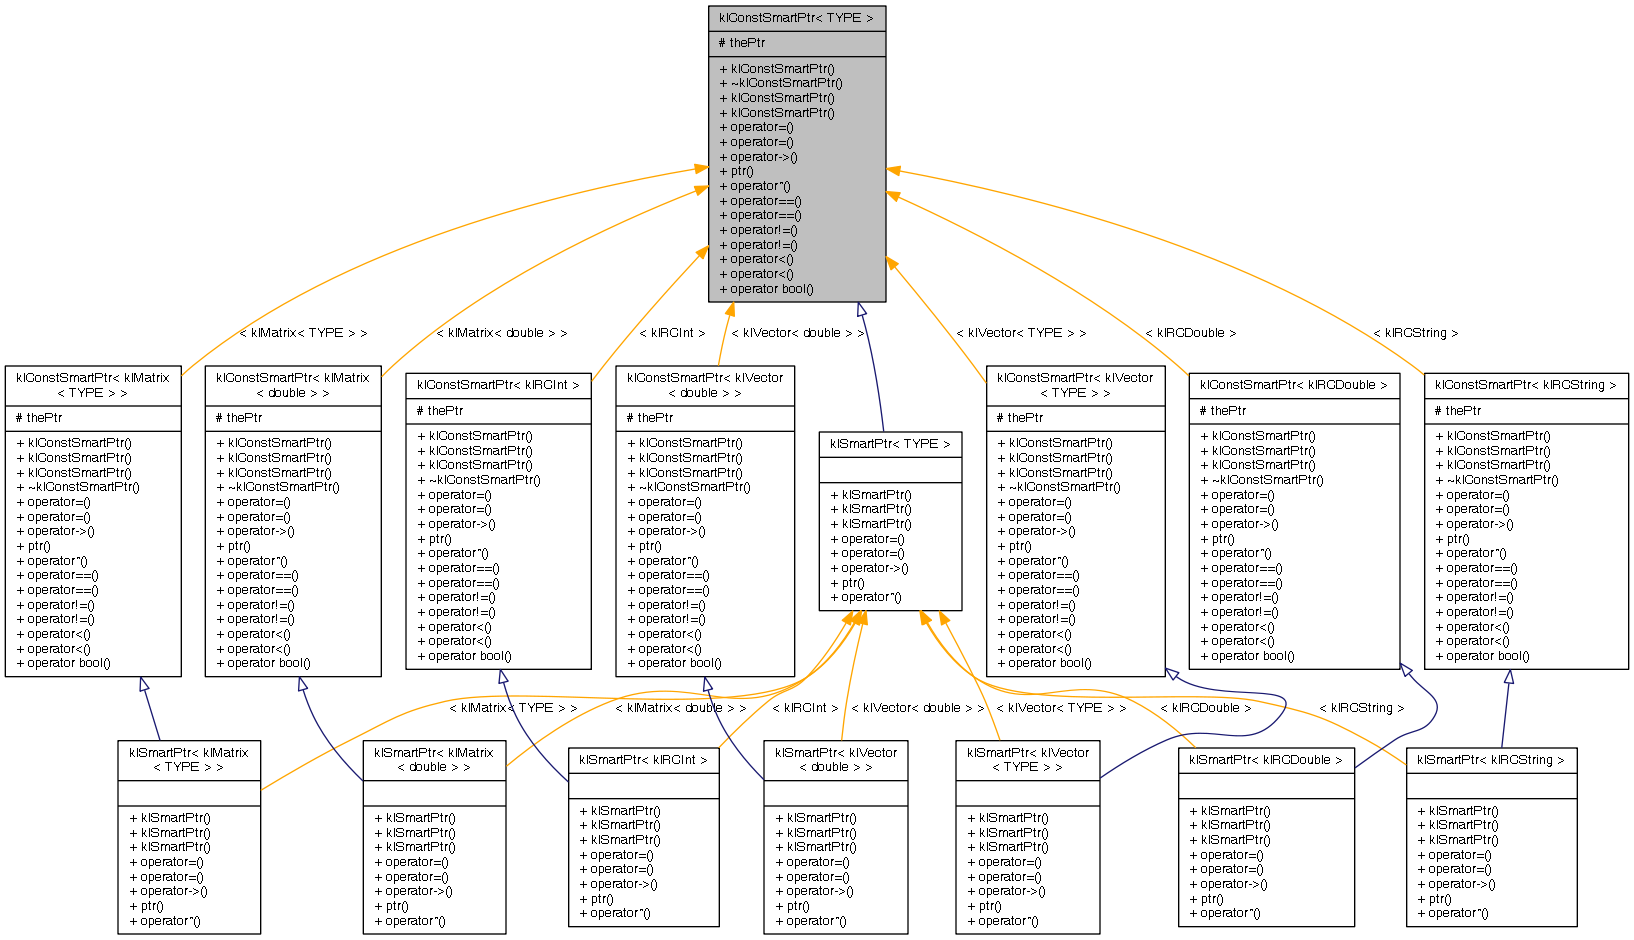 klConstSmartPtr< TYPE >
# thePtr
+ klConstSmartPtr()
+ ~klConstSmartPtr()
+ klConstSmartPtr()
+ klConstSmartPtr()
+ operator=()
+ operator=()
+ operator->()
+ ptr()
+ operator*()
+ operator==()
+ operator==()
+ operator!=()
+ operator!=()
+ operator<()
+ operator<()
+ operator bool()
< klMatrix< TYPE > >
< klMatrix< double > >
< klRCInt >
< klVector< double > >
< klVector< TYPE > >
< klRCDouble >
< klRCString >
klConstSmartPtr< klMatrix
< TYPE > >
# thePtr
+ klConstSmartPtr()
+ klConstSmartPtr()
+ klConstSmartPtr()
+ ~klConstSmartPtr()
+ operator=()
+ operator=()
+ operator->()
+ ptr()
+ operator*()
+ operator==()
+ operator==()
+ operator!=()
+ operator!=()
+ operator<()
+ operator<()
+ operator bool()
klConstSmartPtr< klMatrix
< double > >
# thePtr
+ klConstSmartPtr()
+ klConstSmartPtr()
+ klConstSmartPtr()
+ ~klConstSmartPtr()
+ operator=()
+ operator=()
+ operator->()
+ ptr()
+ operator*()
+ operator==()
+ operator==()
+ operator!=()
+ operator!=()
+ operator<()
+ operator<()
+ operator bool()
klConstSmartPtr< klRCInt >
# thePtr
+ klConstSmartPtr()
+ klConstSmartPtr()
+ klConstSmartPtr()
+ ~klConstSmartPtr()
+ operator=()
+ operator=()
+ operator->()
+ ptr()
+ operator*()
+ operator==()
+ operator==()
+ operator!=()
+ operator!=()
+ operator<()
+ operator<()
+ operator bool()
klConstSmartPtr< klVector
< double > >
# thePtr
+ klConstSmartPtr()
+ klConstSmartPtr()
+ klConstSmartPtr()
+ ~klConstSmartPtr()
+ operator=()
+ operator=()
+ operator->()
+ ptr()
+ operator*()
+ operator==()
+ operator==()
+ operator!=()
+ operator!=()
+ operator<()
+ operator<()
+ operator bool()
klSmartPtr< TYPE >
+ klSmartPtr()
+ klSmartPtr()
+ klSmartPtr()
+ operator=()
+ operator=()
+ operator->()
+ ptr()
+ operator*()
klConstSmartPtr< klVector
< TYPE > >
# thePtr
+ klConstSmartPtr()
+ klConstSmartPtr()
+ klConstSmartPtr()
+ ~klConstSmartPtr()
+ operator=()
+ operator=()
+ operator->()
+ ptr()
+ operator*()
+ operator==()
+ operator==()
+ operator!=()
+ operator!=()
+ operator<()
+ operator<()
+ operator bool()
klConstSmartPtr< klRCDouble >
# thePtr
+ klConstSmartPtr()
+ klConstSmartPtr()
+ klConstSmartPtr()
+ ~klConstSmartPtr()
+ operator=()
+ operator=()
+ operator->()
+ ptr()
+ operator*()
+ operator==()
+ operator==()
+ operator!=()
+ operator!=()
+ operator<()
+ operator<()
+ operator bool()
klConstSmartPtr< klRCString >
# thePtr
+ klConstSmartPtr()
+ klConstSmartPtr()
+ klConstSmartPtr()
+ ~klConstSmartPtr()
+ operator=()
+ operator=()
+ operator->()
+ ptr()
+ operator*()
+ operator==()
+ operator==()
+ operator!=()
+ operator!=()
+ operator<()
+ operator<()
+ operator bool()
< klMatrix< TYPE > >
< klMatrix< double > >
< klRCInt >
< klVector< double > >
< klVector< TYPE > >
< klRCDouble >
< klRCString >
klSmartPtr< klMatrix
< TYPE > >
+ klSmartPtr()
+ klSmartPtr()
+ klSmartPtr()
+ operator=()
+ operator=()
+ operator->()
+ ptr()
+ operator*()
klSmartPtr< klMatrix
< double > >
+ klSmartPtr()
+ klSmartPtr()
+ klSmartPtr()
+ operator=()
+ operator=()
+ operator->()
+ ptr()
+ operator*()
klSmartPtr< klRCInt >
+ klSmartPtr()
+ klSmartPtr()
+ klSmartPtr()
+ operator=()
+ operator=()
+ operator->()
+ ptr()
+ operator*()
klSmartPtr< klVector
< double > >
+ klSmartPtr()
+ klSmartPtr()
+ klSmartPtr()
+ operator=()
+ operator=()
+ operator->()
+ ptr()
+ operator*()
klSmartPtr< klVector
< TYPE > >
+ klSmartPtr()
+ klSmartPtr()
+ klSmartPtr()
+ operator=()
+ operator=()
+ operator->()
+ ptr()
+ operator*()
klSmartPtr< klRCDouble >
+ klSmartPtr()
+ klSmartPtr()
+ klSmartPtr()
+ operator=()
+ operator=()
+ operator->()
+ ptr()
+ operator*()
klSmartPtr< klRCString >
+ klSmartPtr()
+ klSmartPtr()
+ klSmartPtr()
+ operator=()
+ operator=()
+ operator->()
+ ptr()
+ operator*()